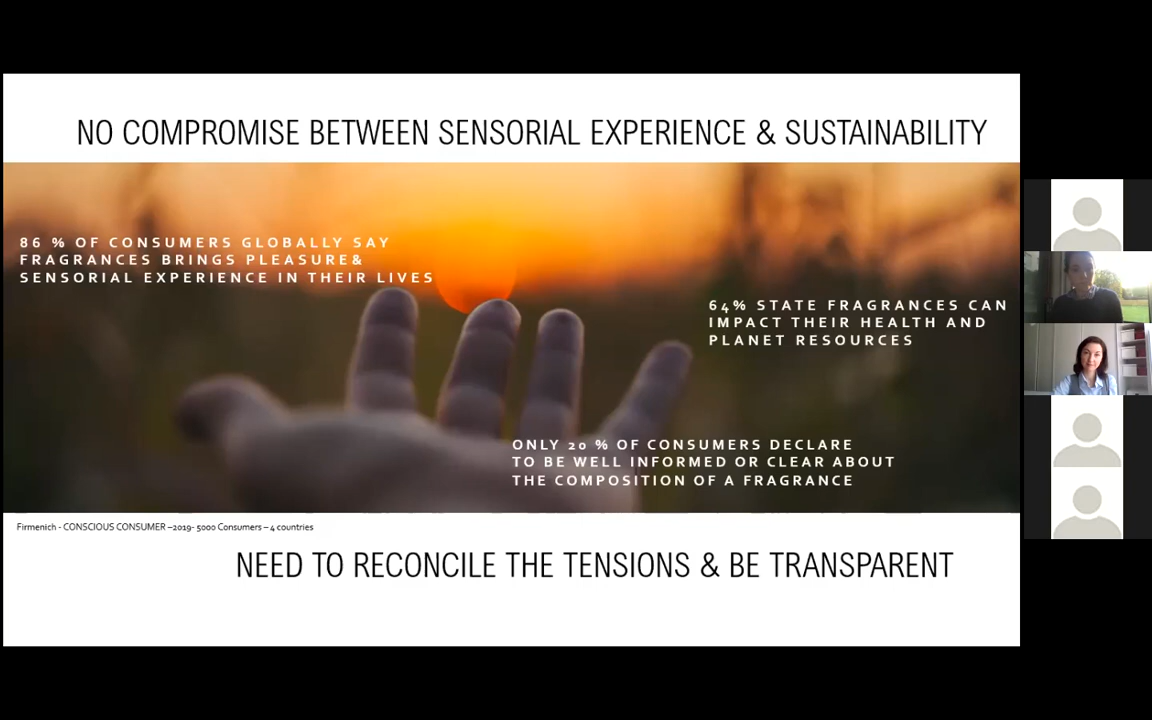 NO COMPROMISE BETWEEN SENSORIAL EXPERIENCE & SUSTAINABILITY
86 % OF CONSUMERS GLOBALLY SAY
FRAGRANCES BRINGS PLEASURE&
SENSORIAL EXPERIENCE IN THEIR LIVES
64% STATE FRAGRANCES CAN
IMPACT THEIR HEALTH AND
PLANET RESOURCES
ONLY 20 % OF CONSUMERS DECLARE
TO BE WELL INFORMED OR CLEAR ABOUT
THE COMPOSITION OF A FRAGRANCE
Firmenich - CONSCIOUS CONSUMER –2019- 5000 Consumers – 4 countries
NEED TO RECONCILE THE TENSIONS & BE TRANSPARENT